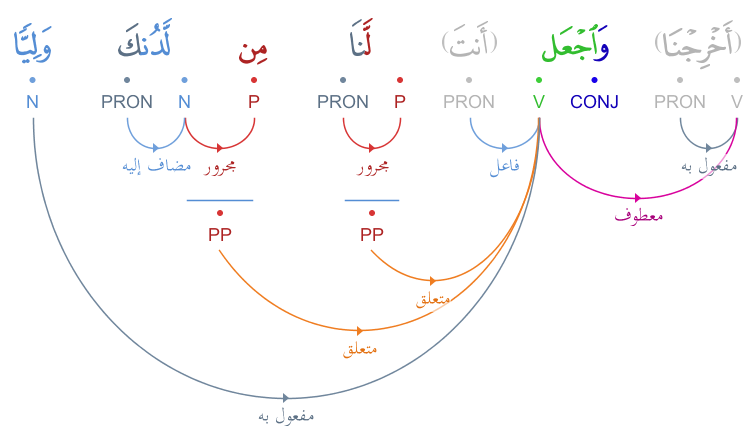 (أَخْرِجْنَا) وَٱجْعَل (أَنتَ) لَّنَا مِن لَّدُنكَ وَلِيًّا
V PRON CONJ V PRON P PRON P N PRON N
مفعول به فاعل مجرور مجرور مضاف إليه
معطوف
PP PP
متعلق
متعلق
مفعول به